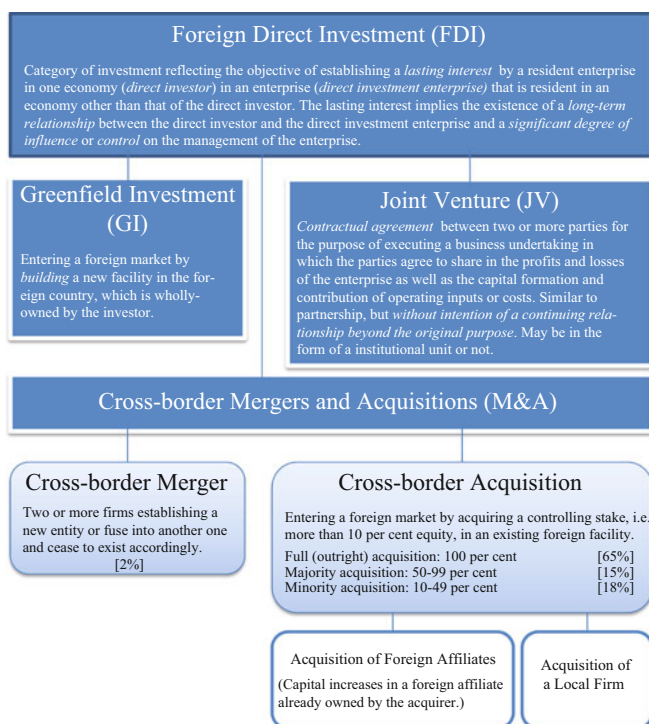 Foreign Direct Investment (FDI)
Category of investment reflecting the objective of establishing a lasting interest by a resident enterprise
in one economy (direct investor) in an enterprise (direct investment enterprise) that is resident in an
economy other than that of the direct investor. The lasting interest implies the existence of a long-term
relationship between the direct investor and the direct investment enterprise and a significant degree of
influence or control on the management of the enterprise.
Greenfield Investment
(GI)
Entering a foreign market by
building a new facility in the for-
eign country, which is wholly-
owned by the investor.
Joint Venture (JV)
Contractual agreement between two or more parties for
the purpose of executing a business undertaking in
which the parties agree to share in the profits and losses
of the enterprise as well as the capital formation and
contribution of operating inputs or costs. Similar to
partnership, but without intention of a continuing rela-
tionship beyond the original purpose. May be in the
form of a institutional unit or not.
Cross-border Mergers and Acquisitions (M&A)
Cross-border Merger
Two or more firms establishing a
new entity or fuse into another one
and cease to exist accordingly.
[2%]
Cross-border Acquisition
Entering a foreign market by acquiring a controlling stake, i.e.
more than 10 per cent equity, in an existing foreign facility.
Full (outright) acquisition: 100 per cent [65%]
Majority acquisition: 50-99 per cent [15%]
Minority acquisition: 10-49 per cent [18%]
Acquisition of Foreign Affiliates
(Capital increases in a foreign affiliate
already owned by the acquirer.)
Acquisition of
a Local Firm